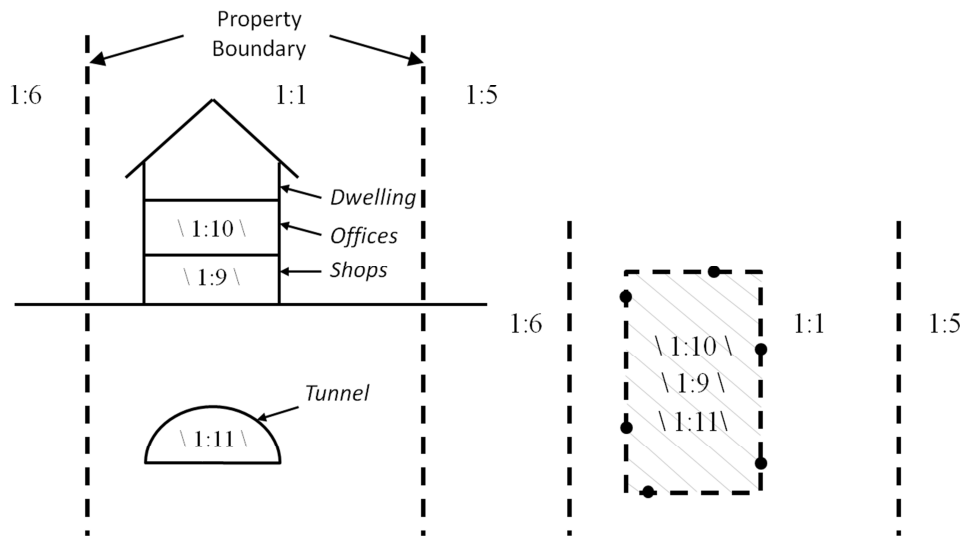 Property
Boundary
1:6
1:1
1:5
Dwelling
\ 1:10 \
Offices
\ 1:9 \
Shops
Tunnel
\ 1:11 \
1:6
\ 1:10 \
\ 1:9 \
\ 1:11\
1:1
1:5